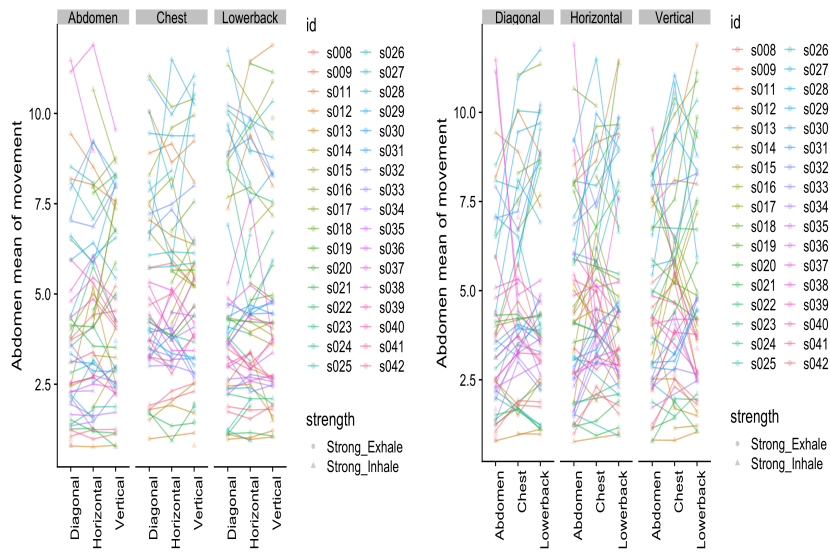 Abdomen Chest Lowerback
Abdomen mean of movement
10.0
7.5
5.0
2.5
Diagonal Horizontal Vertical Diagonal Horizontal Vertical Diagonal Horizontal Vertical
id
s008 s026
s009 s027
s011 s028
s012 s029
s013 s030
s014 s031
s015 s032
s016 s033
s017 s034
s018 s035
s019 s036
s020 s037
s021 s038
s022 s039
s023 s040
s024 s041
s025 s042
strength
Strong_Exhale
Strong_Inhale
Diagonal Horizontal Vertical
Abdomen mean of movement
10.0
7.5
5.0
2.5
Abdomen Chest Lowerback Abdomen Chest Lowerback Abdomen Chest Lowerback
id
s008 s026
s009 s027
s011 s028
s012 s029
s013 s030
s014 s031
s015 s032
s016 s033
s017 s034
s018 s035
s019 s036
s020 s037
s021 s038
s022 s039
s023 s040
s024 s041
s025 s042
strength
Strong_Exhale
Strong_Inhale